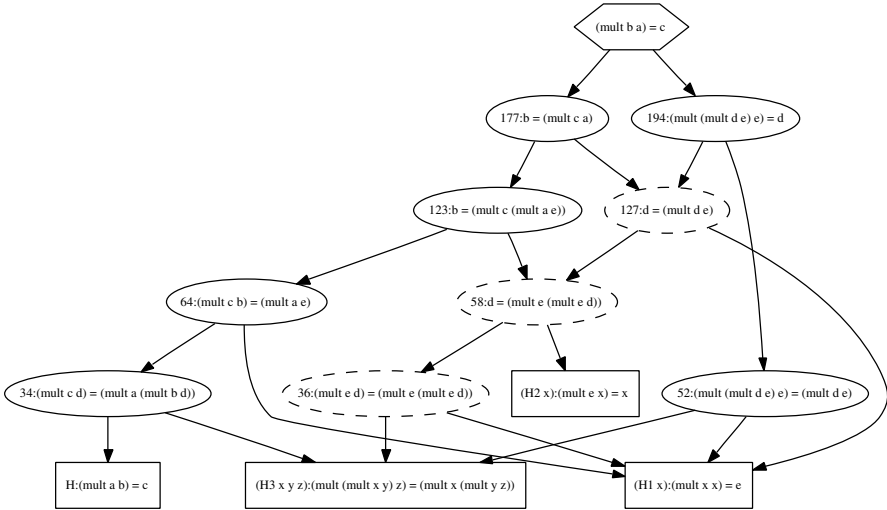 (mult b a) = c
177:b = (mult c a)
194:(mult (mult d e) e) = d
123:b = (mult c (mult a e))
127:d = (mult d e)
64:(mult c b) = (mult a e)
58:d = (mult e (mult e d))
34:(mult c d) = (mult a (mult b d))
36:(mult e d) = (mult e (mult e d))
(H2 x):(mult e x) = x
52:(mult (mult d e) e) = (mult d e)
H:(mult a b) = c
(H3 x y z):(mult (mult x y) z) = (mult x (mult y z))
(H1 x):(mult x x) = e